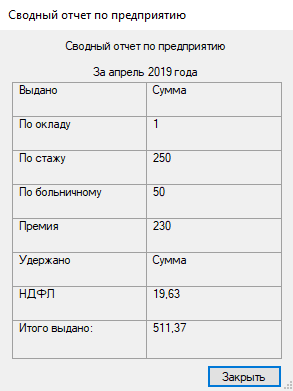 Сводный отчет по предприятию
Сводный отчет по предприятию
За апрель 2019 года
Выдано Сумма
По окладу 1
По стажу 250
По больничному 50
Премия 230
Удержано Сумма
НДФЛ 19,63
Итого выдано: 511,37
Закрыть